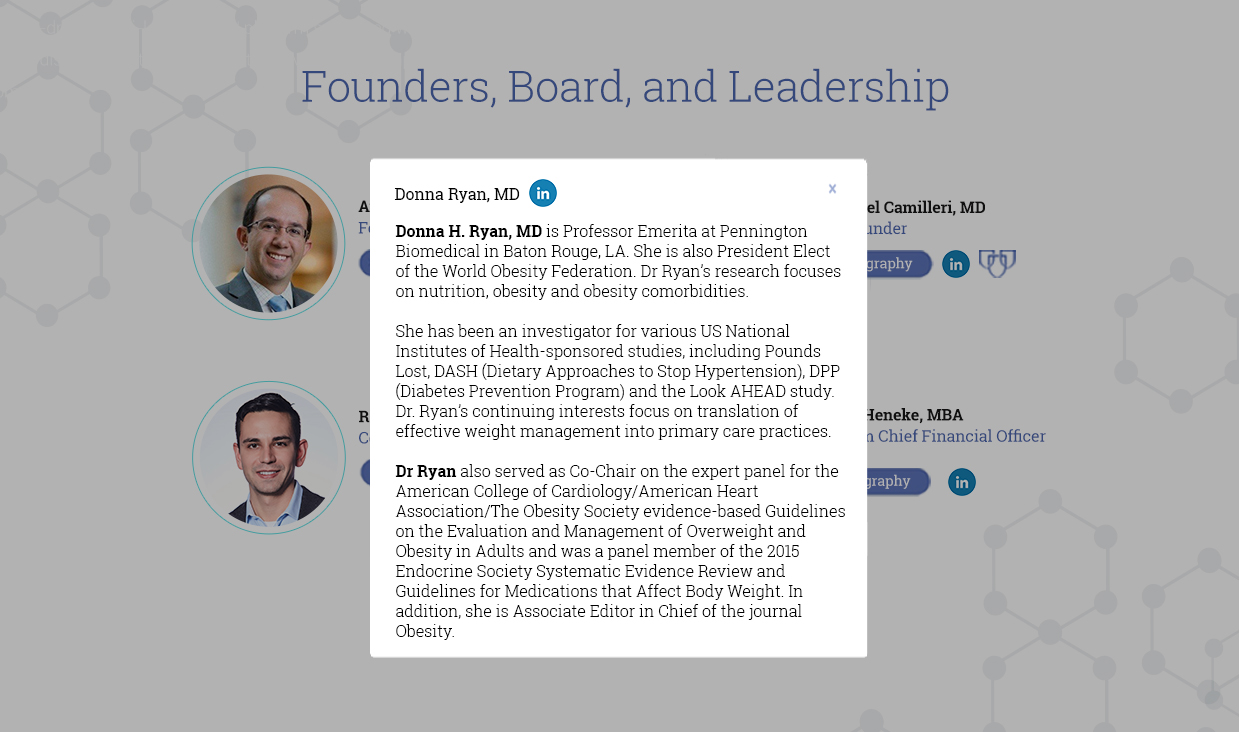 Founders, Board, and Leadership
Donna Ryan, MD in x
Donna H. Ryan, MD is Professor Emerita at Pennington
Biomedical in Baton Rouge, LA. She is also President Elect
of the World Obesity Federation. Dr Ryan’s research focuses
on nutrition, obesity and obesity comorbidities.
She has been an investigator for various US National
Institutes of Health-sponsored studies, including Pounds
Lost, DASH (Dietary Approaches to Stop Hypertension), DPP
(Diabetes Prevention Program) and the Look AHEAD study.
Dr. Ryan’s continuing interests focus on translation of
effective weight management into primary care practices.
Dr Ryan also served as Co-Chair on the expert panel for the
American College of Cardiology/American Heart
Association/The Obesity Society evidence-based Guidelines
on the Evaluation and Management of Overweight and
Obesity in Adults and was a panel member of the 2015
Endocrine Society Systematic Evidence Review and
Guidelines for Medications that Affect Body Weight. In
addition, she is Associate Editor in Chief of the journal
Obesity.
el Camilleri, MD
under
graphy in
Heneke, MBA
n Chief Financial Officer
graphy in